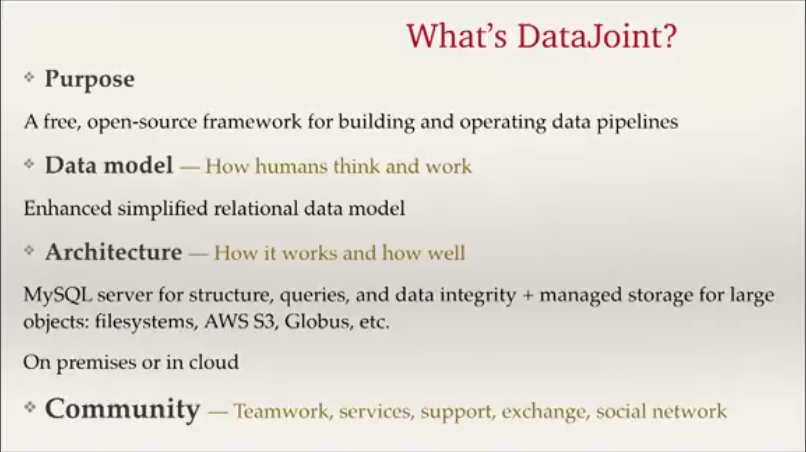 What's DataJoint?
❖ Purpose
A free, open-source framework for building and operating data pipelines
❖ Data model — How humans think and work
Enhanced simplified relational data model
❖ Architecture — How it works and how well
MySQL server for structure, queries, and data integrity + managed storage for large
objects: filesystems, AWS S3, Globus, etc.
On premises or in cloud
❖ Community — Teamwork, services, support, exchange, social network